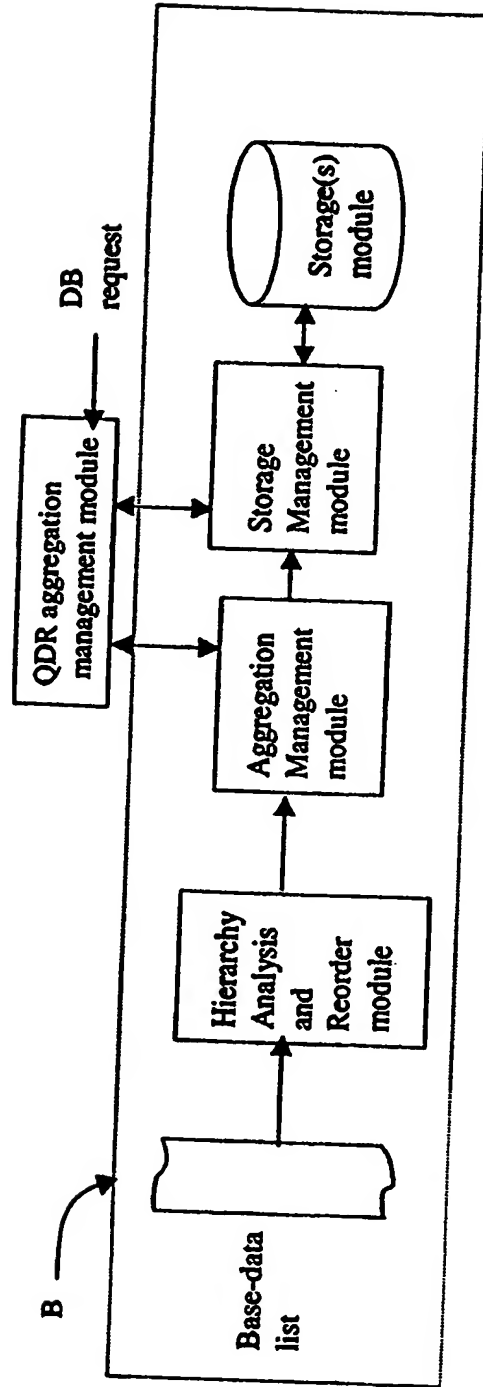 B
QDR aggregation
management module
DB
request
Base-data
list
Hierarchy
Analysis
and
Reorder
module
Aggregation
Management
module
Storage
Management
module
Storage(s)
module